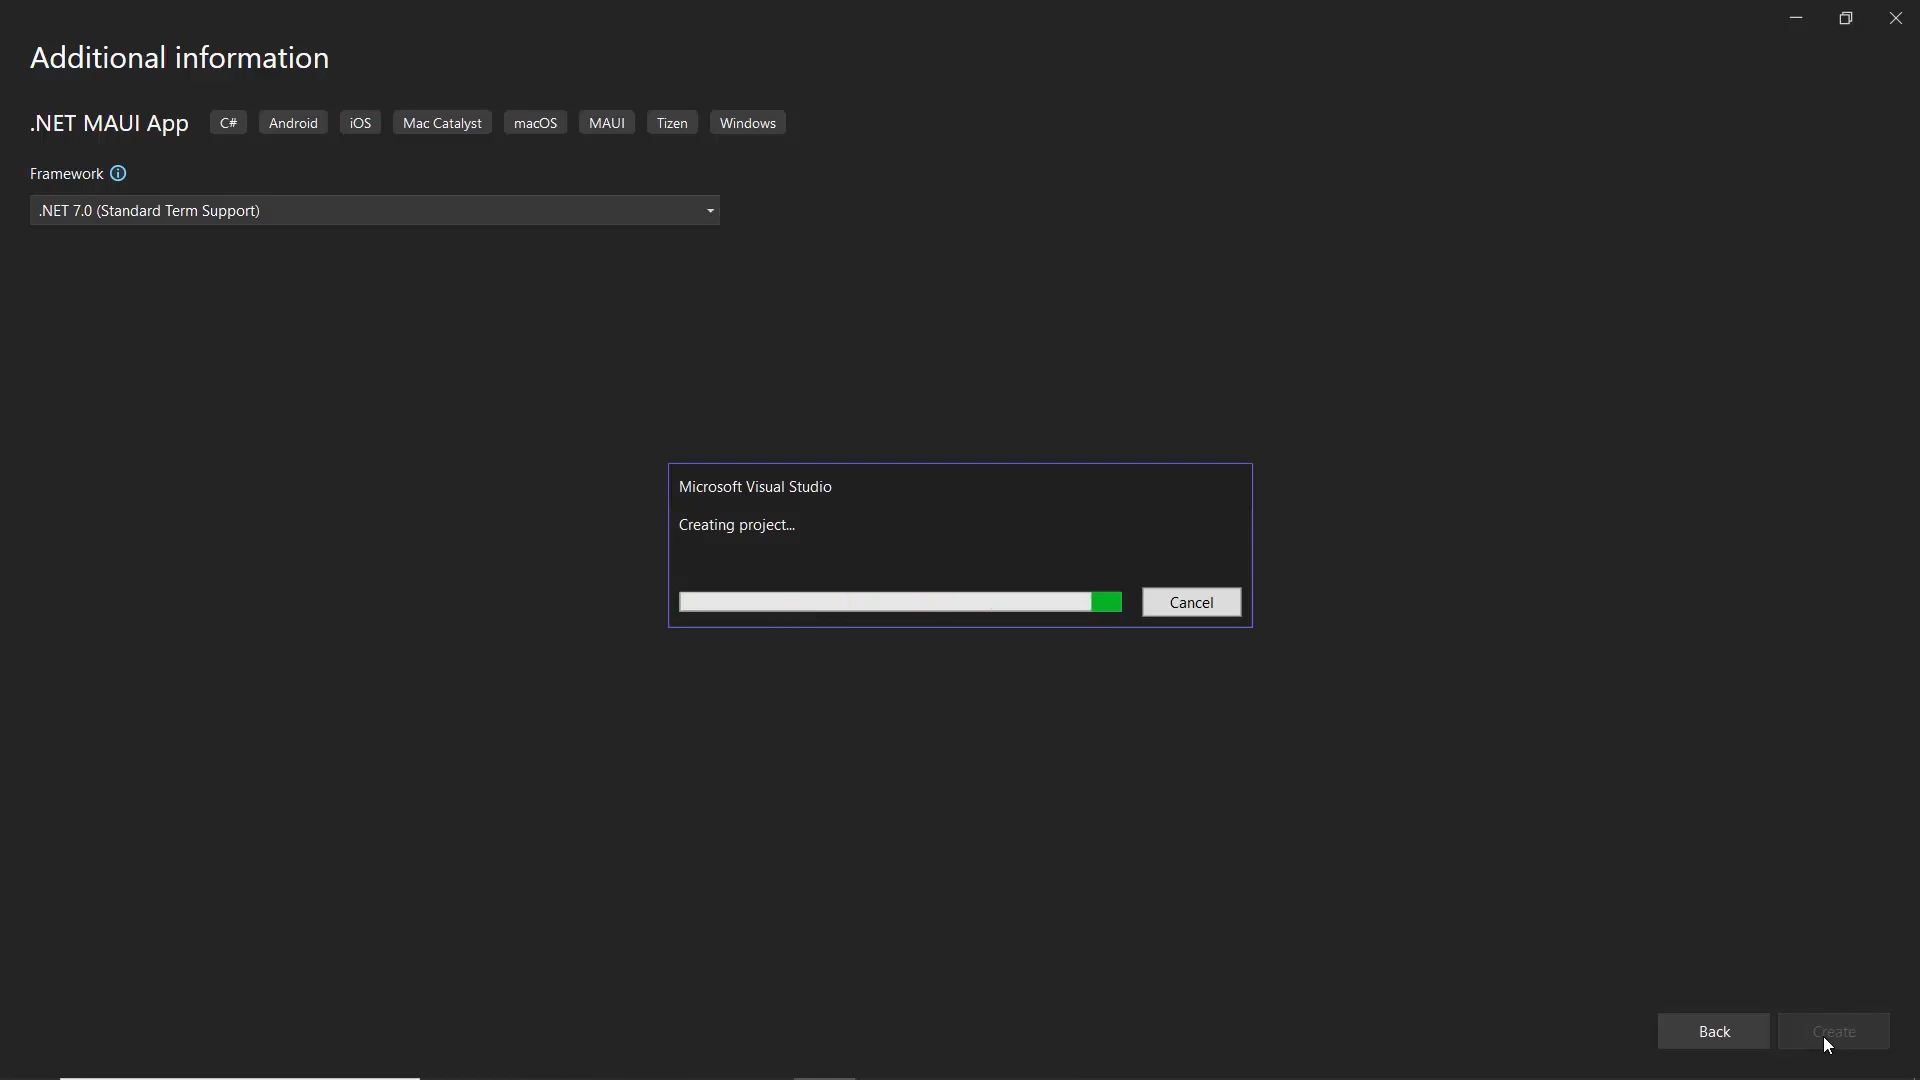 Additional information
.NET MAUI App C# Android iOS Mac Catalyst macOS MAUI Tizen Windows
Framework
.NET 7.0 (Standard Term Support)
Microsoft Visual Studio
Creating project...
Cancel
Back Create